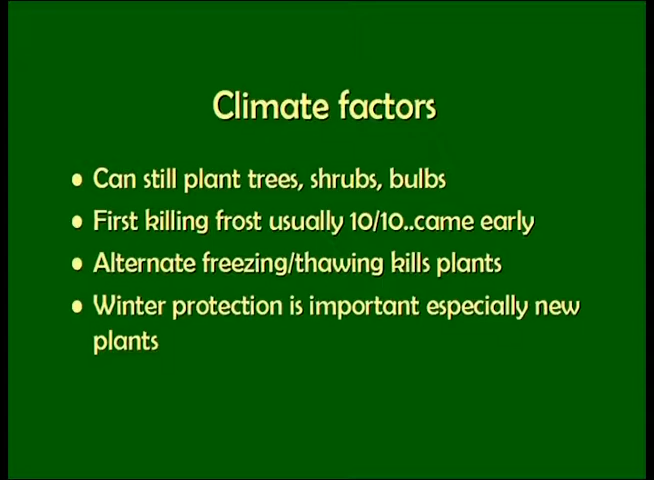 Climate factors
• Can still plant trees, shrubs, bulbs
• First killing frost usually 10/10..came early
• Alternate freezing/thawing kills plants
• Winter protection is important especially new
plants